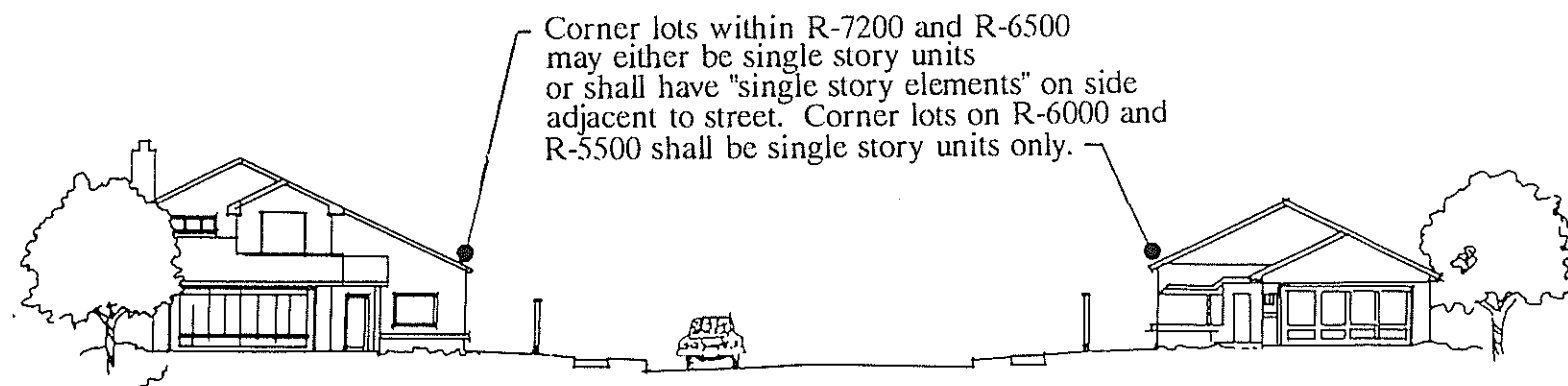 Corner lots within R-7200 and R-6500
may either be single story units
or shall have "single story elements" on side
adjacent to street. Corner lots on R-6000 and
R-5500 shall be single story units only.